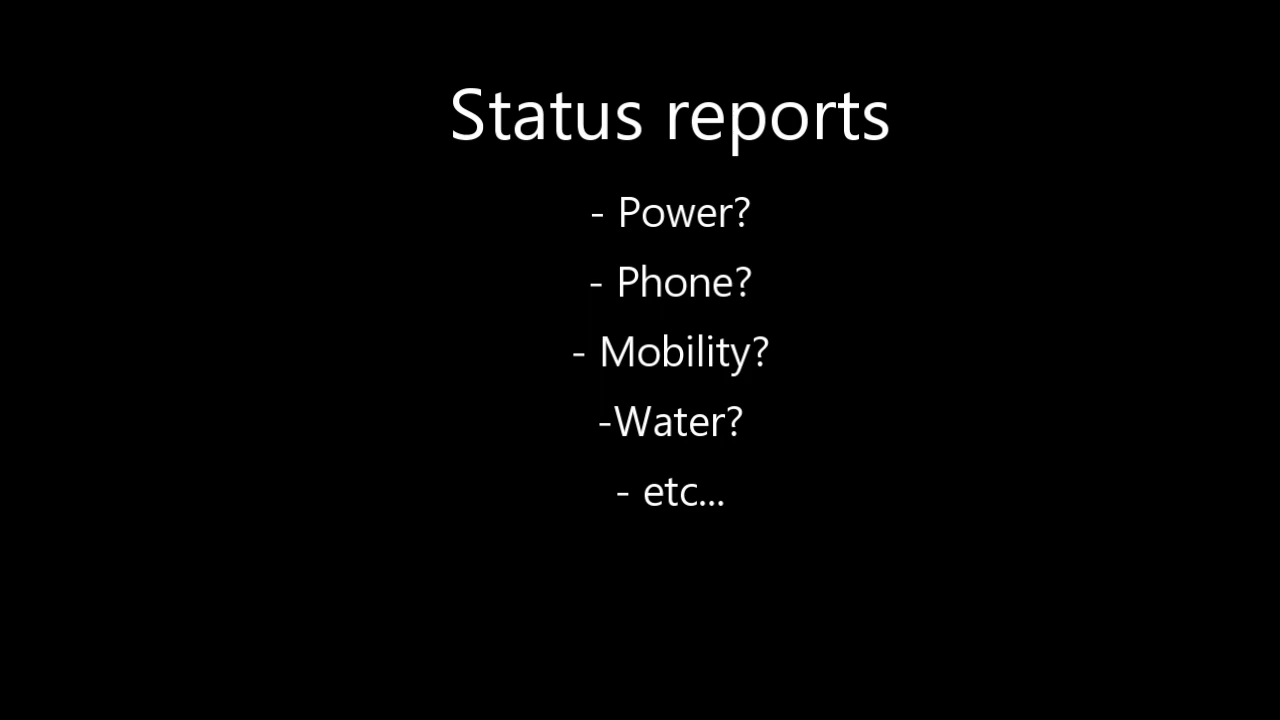 Status reports
- Power?
- Phone?
- Mobility?
-Water?
- etc...